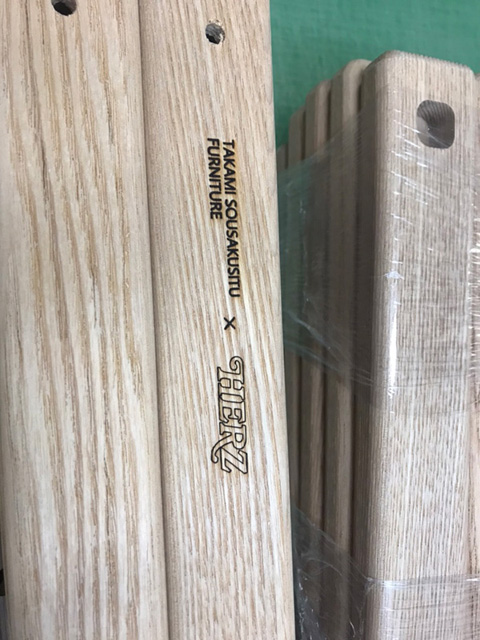 TAKAMI SOUSAKUSITU
FURNITURE
×
HERZ